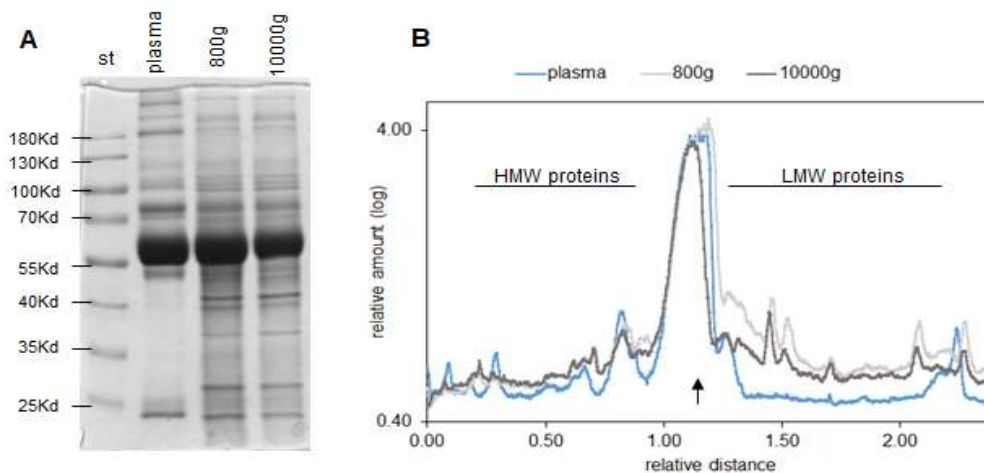 A
st
plasma
800g
10000g
180Kd
130Kd
100Kd
70Kd
55Kd
40Kd
35Kd
25Kd
B
plasma 800g 10000g
4.00
HMW proteins LMW proteins
relative amount (log)
0.40
0.00 0.50 1.00 1.50 2.00
relative distance